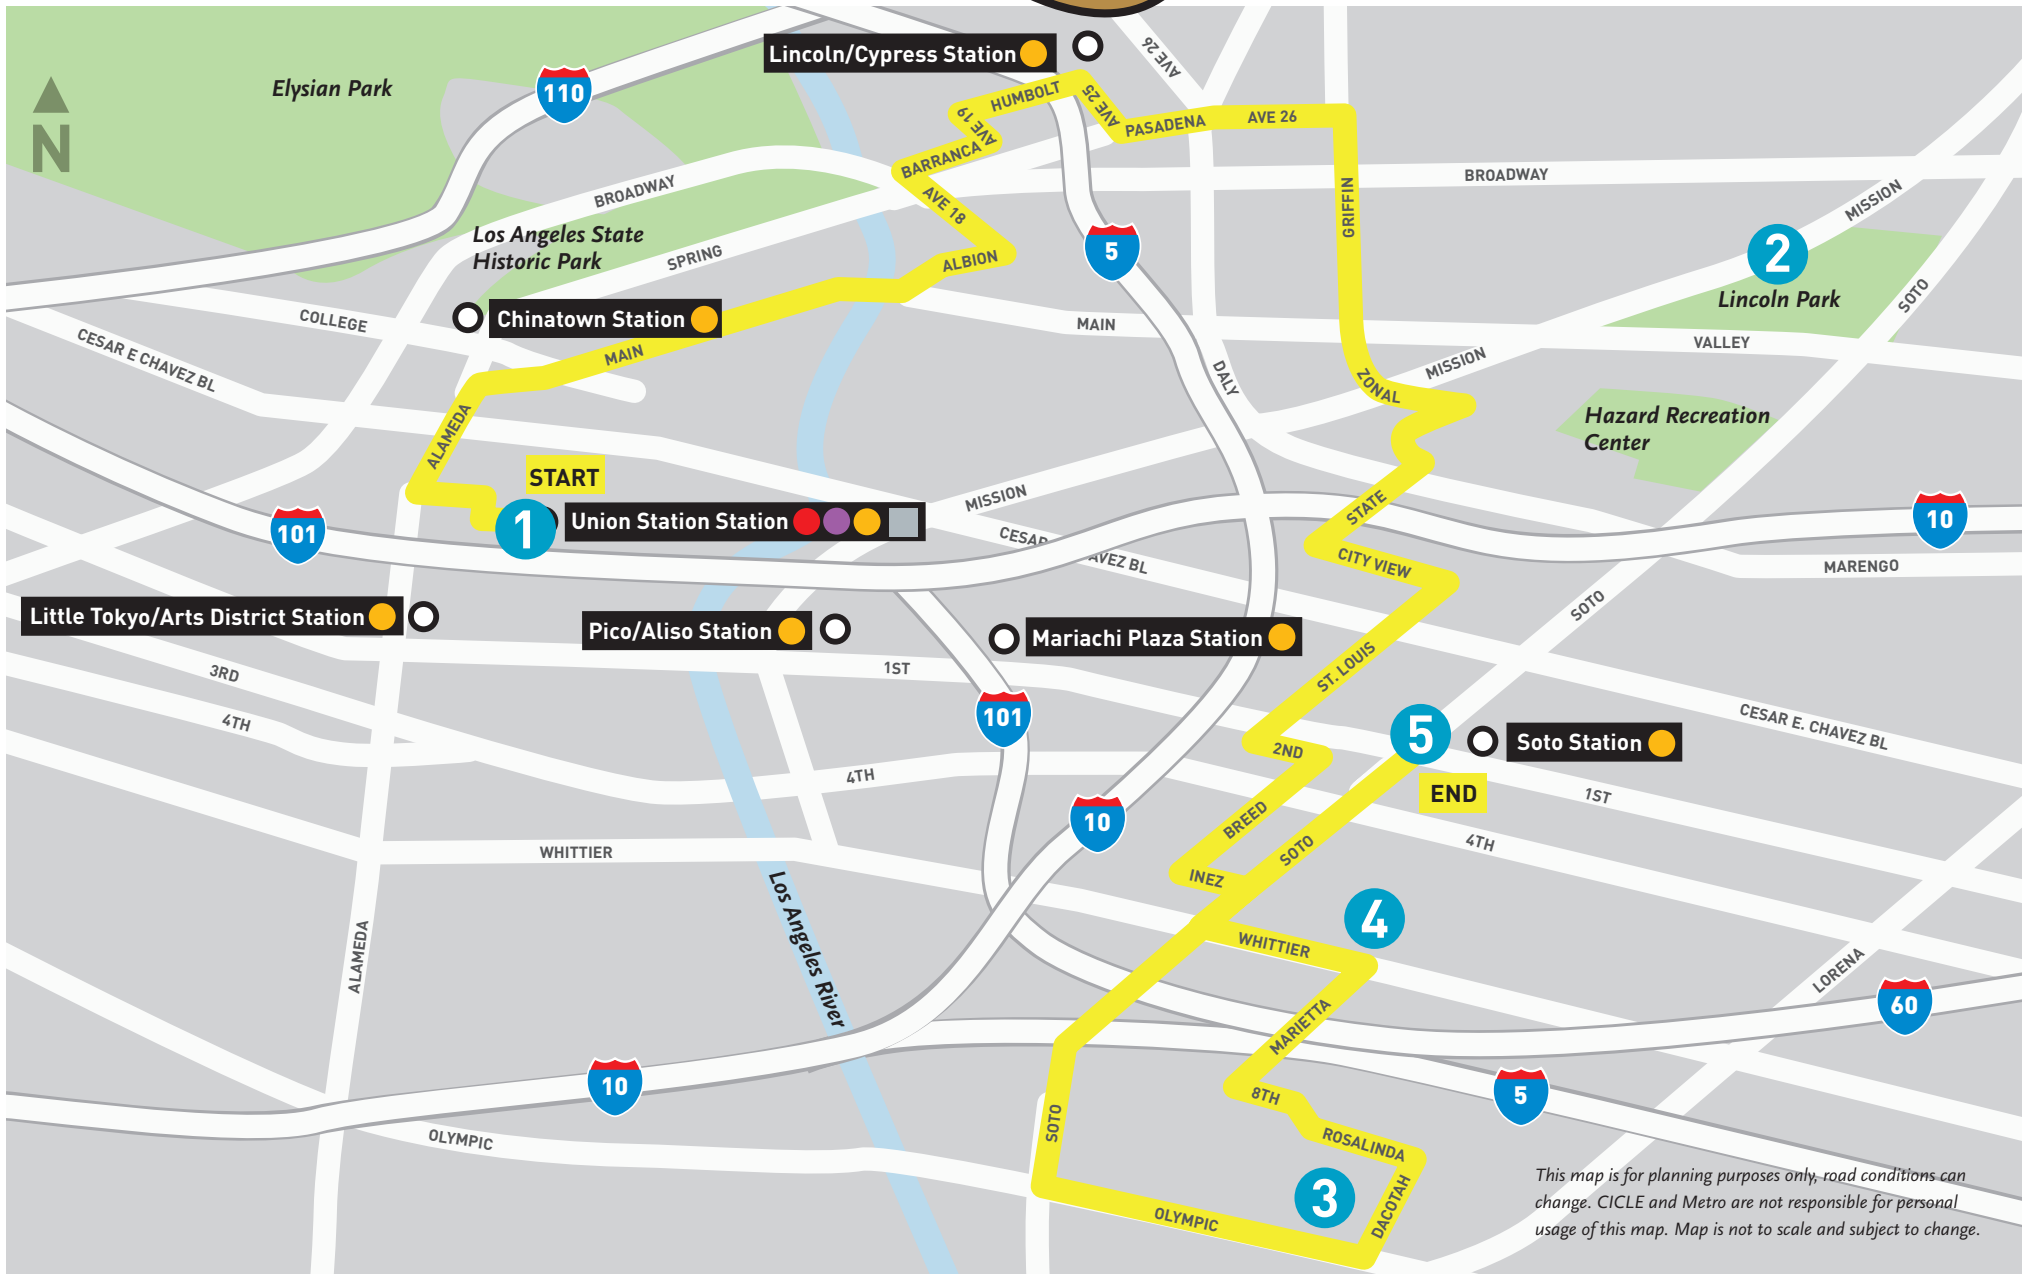 Lincoln/Cypress Station
AVE 26
Elysian Park
110
N
HUMBOLT
AVE 25
AVE 19
PASADENA
AVE 26
BARRANCA
BROADWAY
BROADWAY
AVE 18
GRIFFIN
MISSION
Los Angeles State
Historic Park
SPRING
ALBION
5
2
Lincoln Park
SOTO
Chinatown Station
COLLEGE
CESAR E CHAVEZ BL
MAIN
MAIN
VALLEY
MISSION
DALY
ZONAL
ALAMEDA
Hazard Recreation
Center
START
1
Union Station Station
MISSION
STATE
101
10
CESAR
AVEZ BL
CITY VIEW
MARENGO
SOTO
Little Tokyo/Arts District Station
Pico/Aliso Station
Mariachi Plaza Station
3RD
1ST
ST. LOUIS
4TH
101
5
Soto Station
CESAR E. CHAVEZ BL
2ND
4TH
END
1ST
10
BREED
SOTO
4TH
WHITTIER
INEZ
Los Angeles River
4
WHITTIER
ALAMEDA
LORENA
60
MARIETTA
10
8TH
5
SOTO
OLYMPIC
ROSALINDA
3
DACOTAH
OLYMPIC
This map is for planning purposes only, road conditions can
change. CICLE and Metro are not responsible for personal
usage of this map. Map is not to scale and subject to change.